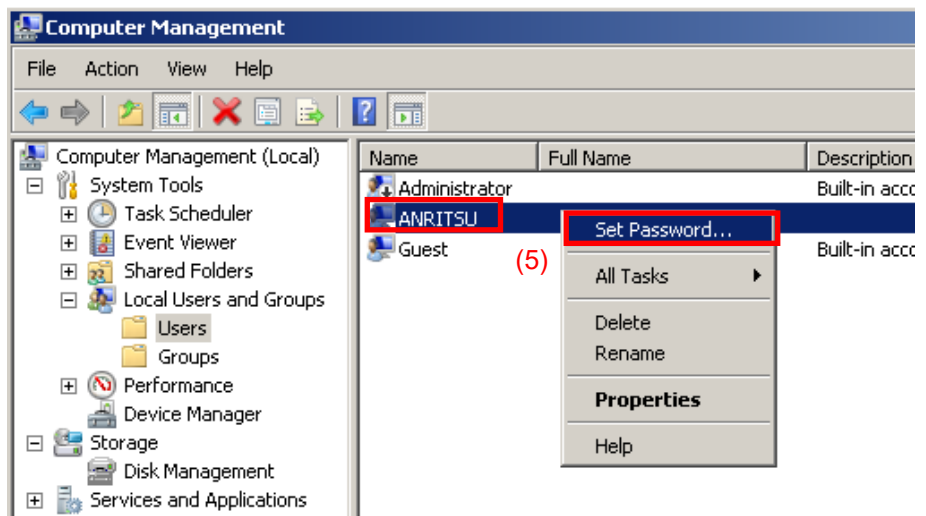 Computer Management
File Action View Help
Computer Management (Local)
System Tools
Task Scheduler
Event Viewer
Shared Folders
Local Users and Groups
Users
Groups
Performance
Device Manager
Storage
Disk Management
Services and Applications
Name Full Name Description
Administrator Built-in acco
ANRITSU
Guest Built-in acco
(5)
Set Password...
All Tasks
Delete
Rename
Properties
Help